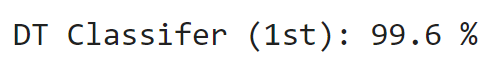 DT Classifer (1st): 99.6 %